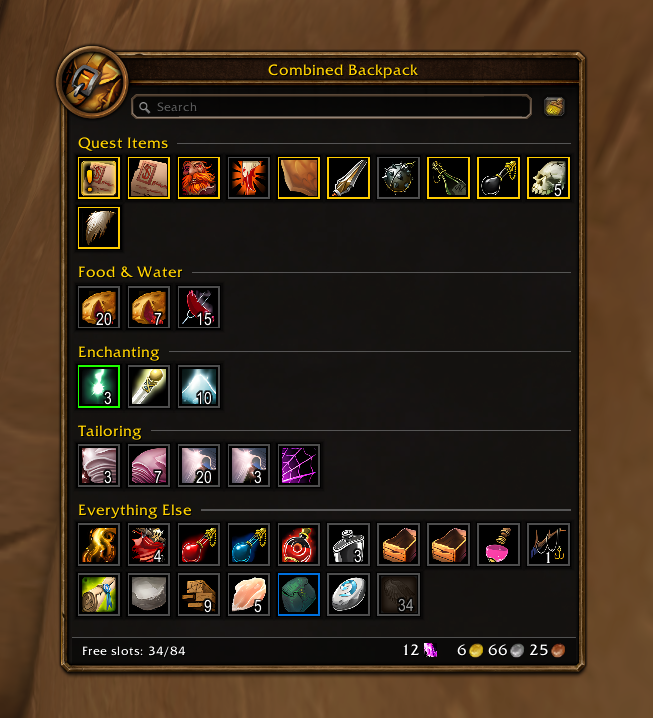 Combined Backpack
Search
Quest Items
5
Food & Water
20 7 15
Enchanting
3 10
Tailoring
3 7 20 3
Everything Else
4 3 1
9 5 34
Free slots: 34/84 12 6 66 25